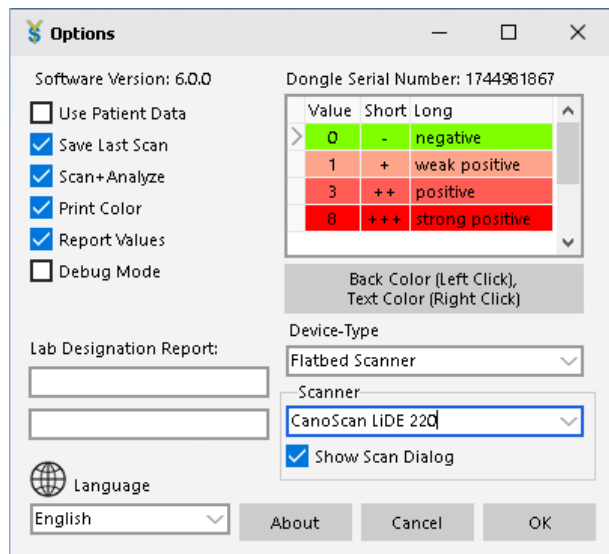 Options
Software Version: 6.0.0
Use Patient Data
Save Last Scan
Scan+Analyze
Print Color
Report Values
Debug Mode
Dongle Serial Number: 1744981867
Value Short Long
0 - negative
1 + weak positive
3 ++ positive
8 +++ strong positive
Back Color (Left Click),
Text Color (Right Click)
Device-Type
Flatbed Scanner
Scanner
CanoScan LiDE 220
Show Scan Dialog
Lab Designation Report:
Language
English
About
Cancel
OK